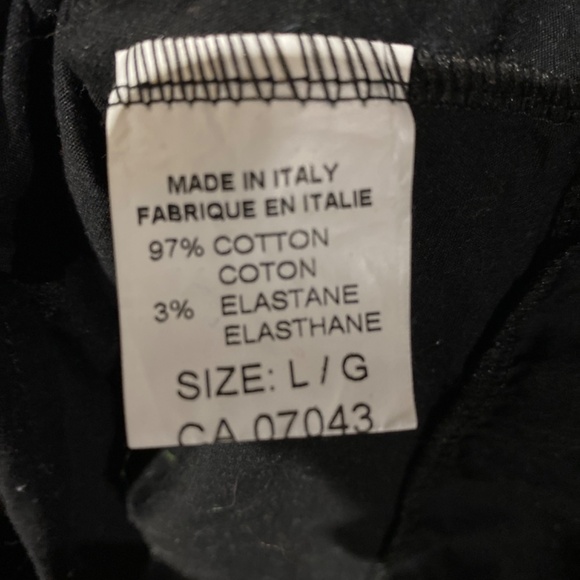 MADE IN ITALY
FABRIQUE EN ITALIE
97% COTTON
COTON
3% ELASTANE
ELASTHANE
SIZE: L / G
CA 07043